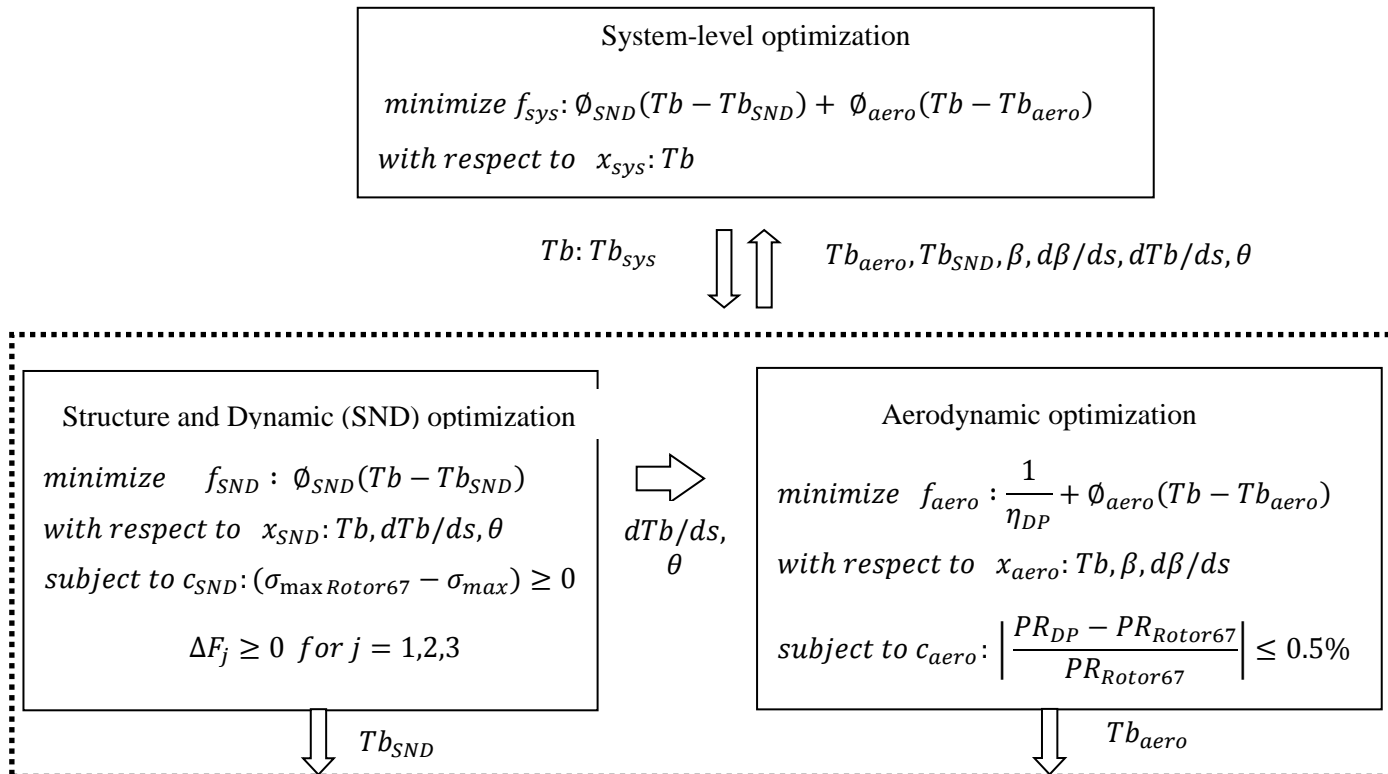 System-level optimization
minimize f_sys: ∅_SND(Tb − Tb_SND) + ∅_aero(Tb − Tb_aero)
with respect to x_sys: Tb
Tb: Tb_sys
Tb_aero, Tb_SND, β, dβ/ds, dTb/ds, θ
Structure and Dynamic (SND) optimization
minimize f_SND : ∅_SND(Tb − Tb_SND)
with respect to x_SND: Tb, dTb/ds, θ
subject to c_SND: (σ_max Rotor67 − σ_max) ≥ 0
ΔF_j ≥ 0 for j = 1,2,3
dTb/ds,
θ
Aerodynamic optimization
minimize f_aero : 1/η_DP + ∅_aero(Tb − Tb_aero)
with respect to x_aero: Tb, β, dβ/ds
subject to c_aero: |(PR_DP − PR_Rotor67)/PR_Rotor67| ≤ 0.5%
Tb_SND
Tb_aero